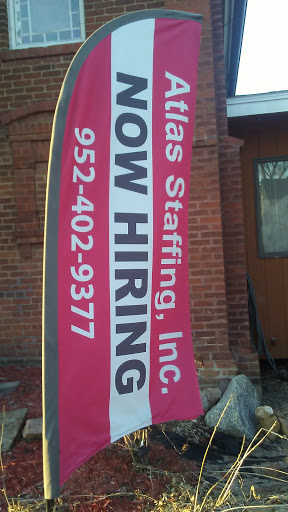 Atlas Staffing, Inc.
NOW HIRING
952-402-9377